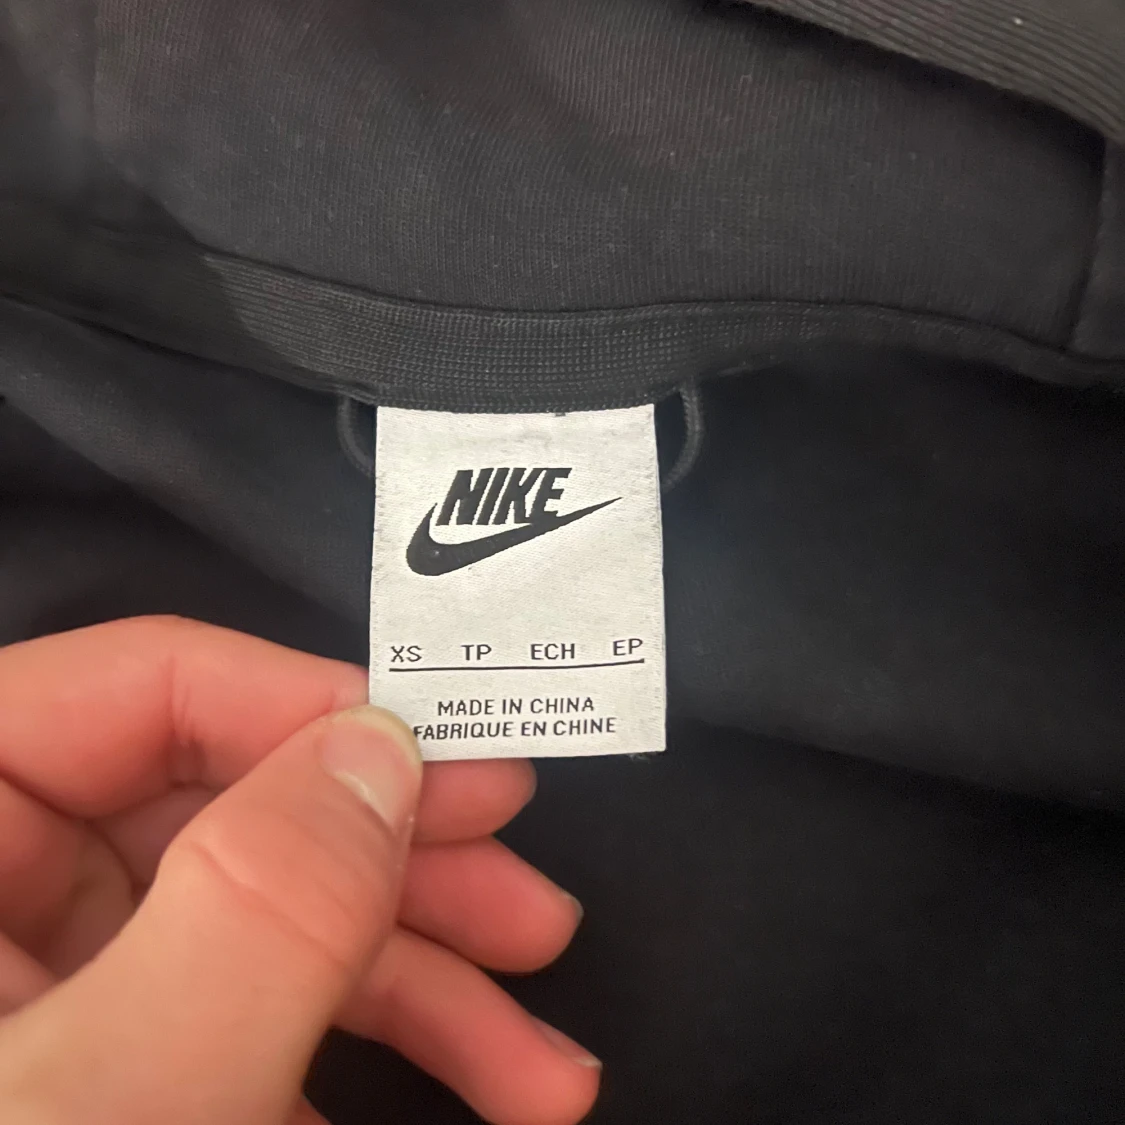 NIKE
XS TP ECH EP
MADE IN CHINA
FABRIQUE EN CHINE